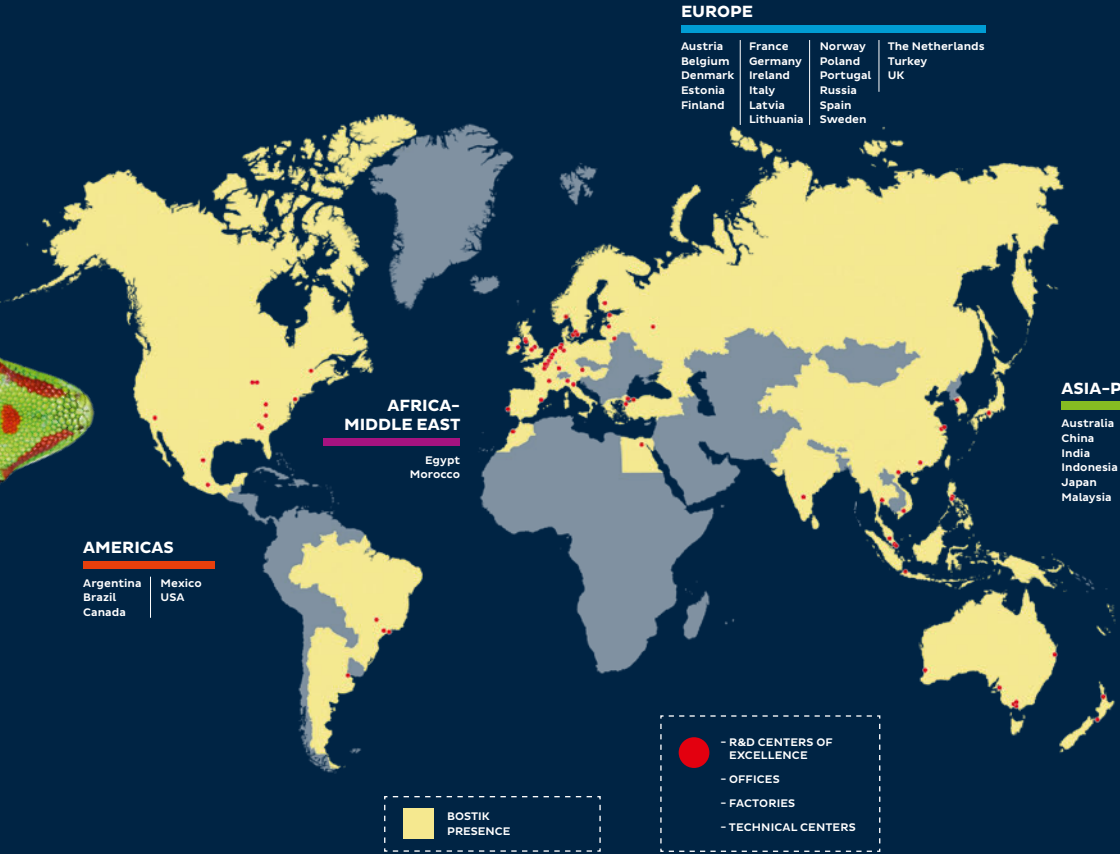 EUROPE
Austria
Belgium
Denmark
Estonia
Finland
France
Germany
Ireland
Italy
Latvia
Lithuania
Norway
Poland
Portugal
Russia
Spain
Sweden
The Netherlands
Turkey
UK
AFRICA–
MIDDLE EAST
Egypt
Morocco
ASIA–P
Australia
China
India
Indonesia
Japan
Malaysia
AMERICAS
Argentina
Brazil
Canada
Mexico
USA
– R&D CENTERS OF
EXCELLENCE
– OFFICES
– FACTORIES
– TECHNICAL CENTERS
BOSTIK
PRESENCE